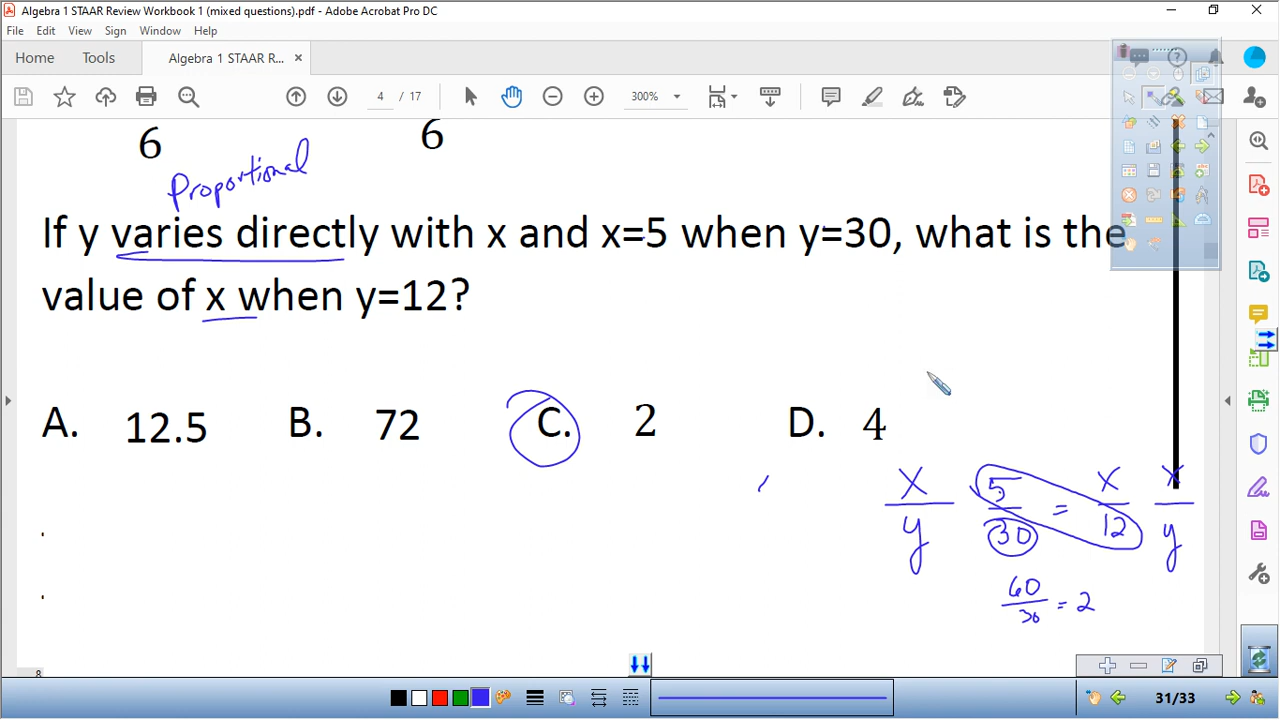 Algebra 1 STAAR Review Workbook 1 (mixed questions).pdf - Adobe Acrobat Pro DC
File Edit View Sign Window Help
Home Tools Algebra 1 STAAR R... ×
4 / 17 300%
6 6
Proportional
If y varies directly with x and x=5 when y=30, what is the
value of x when y=12?
A. 12.5 B. 72 C. 2 D. 4
x 5 = x x
y 30 12 y
60
30 = 2
8
31/33